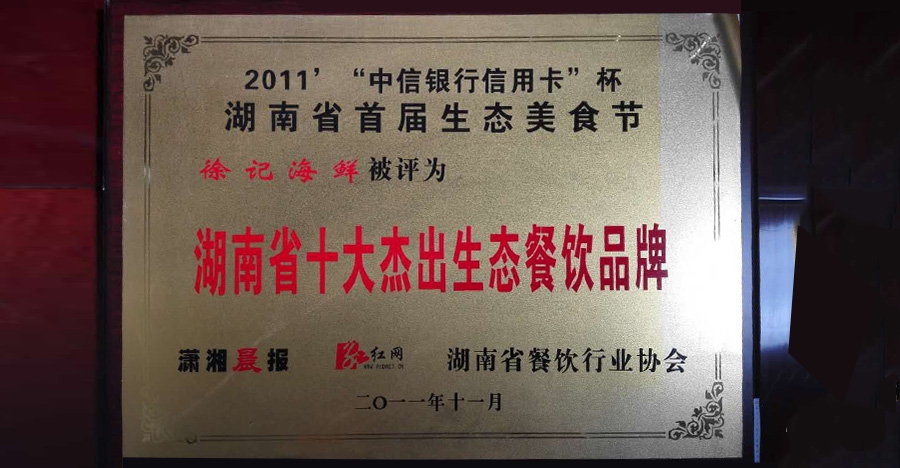 2011' “中信银行信用卡” 杯
湖南省首届生态美食节
徐记海鲜被评为
湖南省十大杰出生态餐饮品牌
潇湘晨报 红网 湖南省餐饮行业协会
二〇一一年十一月